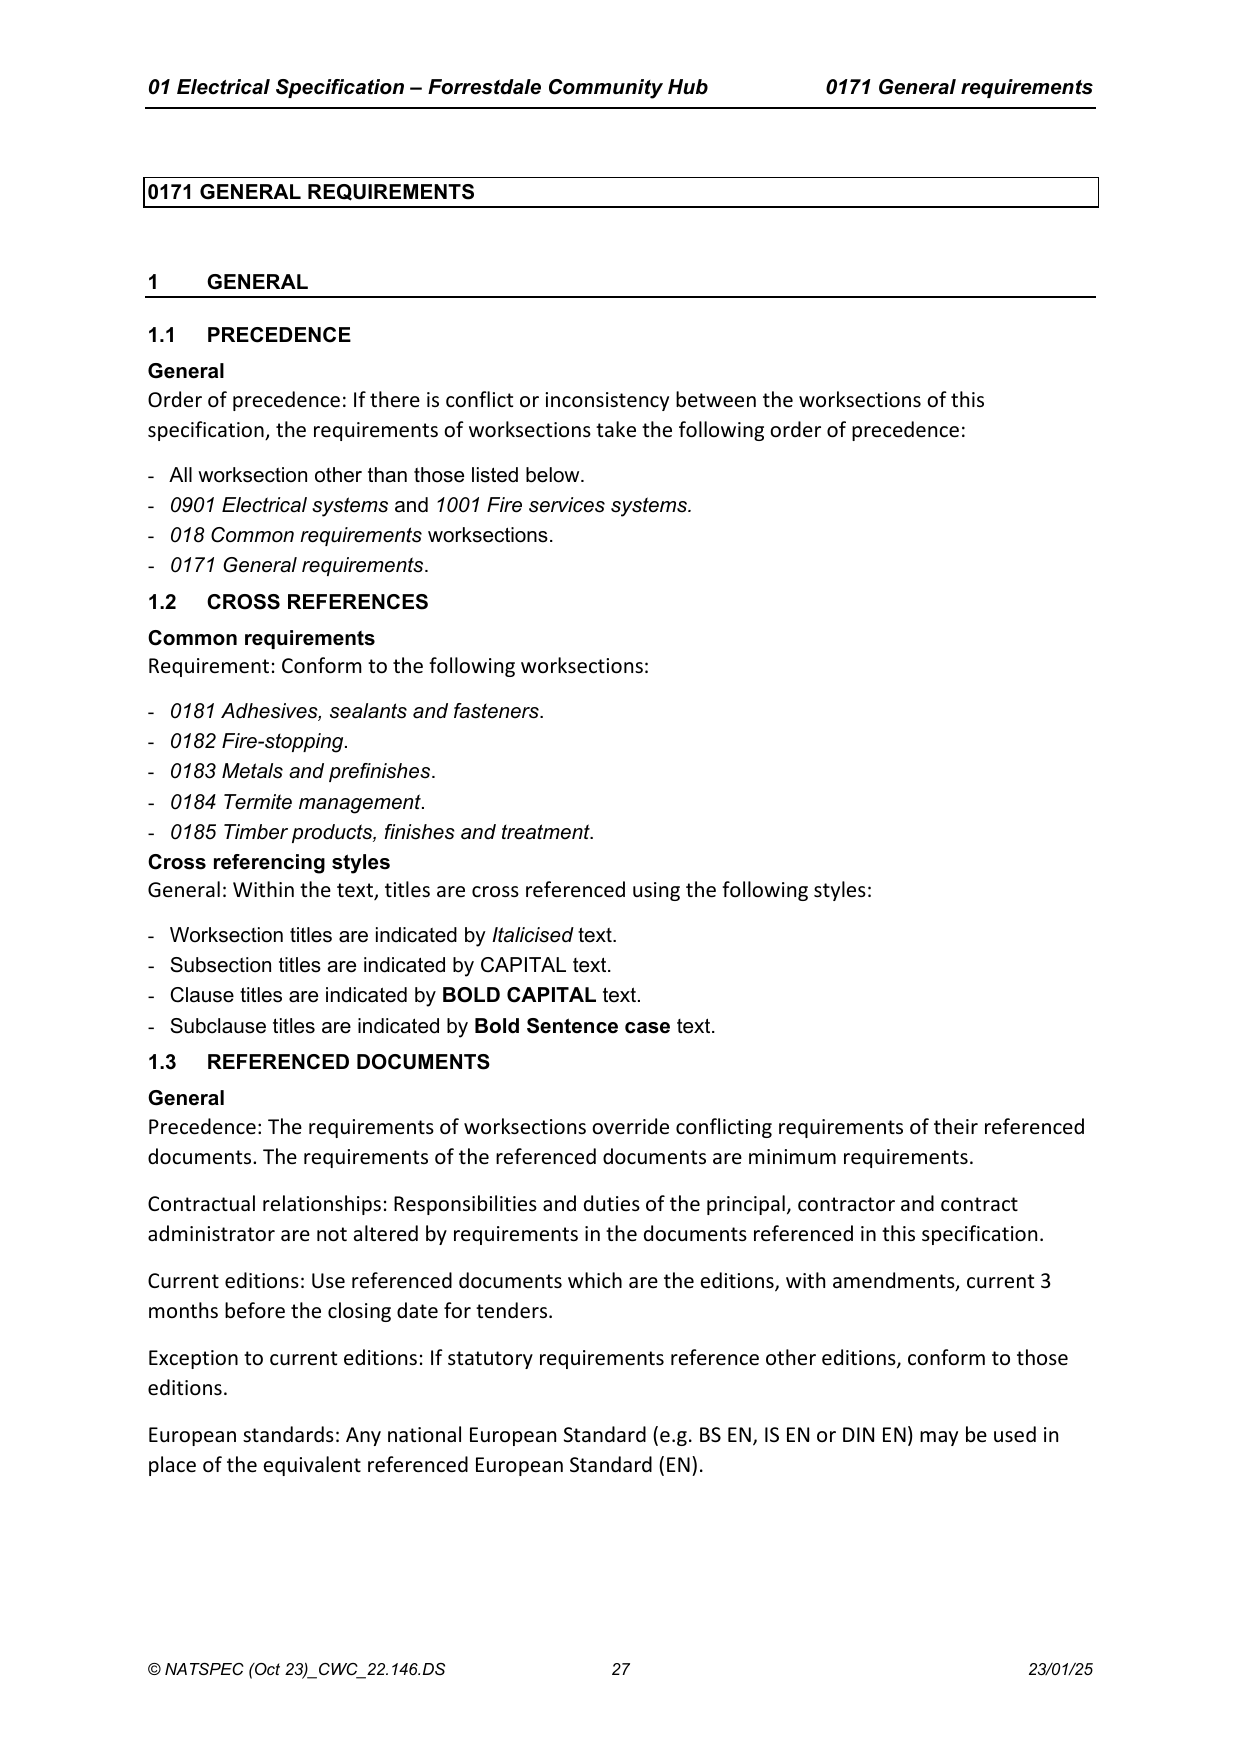 01 Electrical Specification – Forrestdale Community Hub 0171 General requirements
0171 GENERAL REQUIREMENTS
1 GENERAL
1.1 PRECEDENCE
General
Order of precedence: If there is conflict or inconsistency between the worksections of this
specification, the requirements of worksections take the following order of precedence:
- All worksection other than those listed below.
- 0901 Electrical systems and 1001 Fire services systems.
- 018 Common requirements worksections.
- 0171 General requirements.
1.2 CROSS REFERENCES
Common requirements
Requirement: Conform to the following worksections:
- 0181 Adhesives, sealants and fasteners.
- 0182 Fire-stopping.
- 0183 Metals and prefinishes.
- 0184 Termite management.
- 0185 Timber products, finishes and treatment.
Cross referencing styles
General: Within the text, titles are cross referenced using the following styles:
- Worksection titles are indicated by Italicised text.
- Subsection titles are indicated by CAPITAL text.
- Clause titles are indicated by BOLD CAPITAL text.
- Subclause titles are indicated by Bold Sentence case text.
1.3 REFERENCED DOCUMENTS
General
Precedence: The requirements of worksections override conflicting requirements of their referenced
documents. The requirements of the referenced documents are minimum requirements.
Contractual relationships: Responsibilities and duties of the principal, contractor and contract
administrator are not altered by requirements in the documents referenced in this specification.
Current editions: Use referenced documents which are the editions, with amendments, current 3
months before the closing date for tenders.
Exception to current editions: If statutory requirements reference other editions, conform to those
editions.
European standards: Any national European Standard (e.g. BS EN, IS EN or DIN EN) may be used in
place of the equivalent referenced European Standard (EN).
© NATSPEC (Oct 23)_CWC_22.146.DS 27 23/01/25